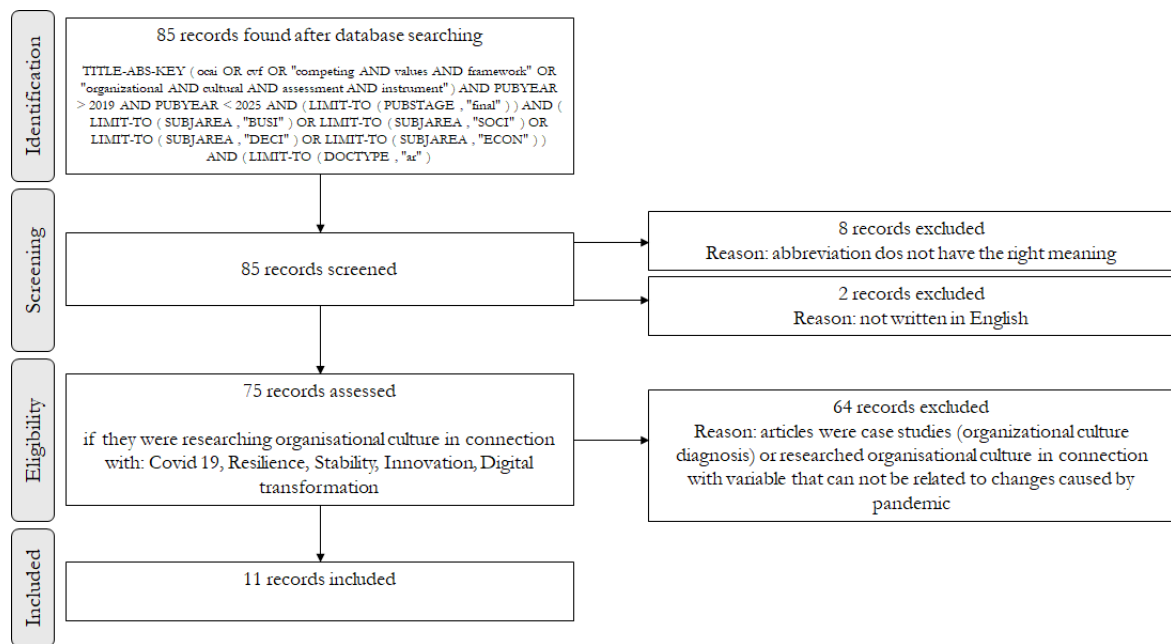 Identification
85 records found after database searching
TITLE-ABS-KEY ( ocai OR cvf OR "competing AND values AND framework" OR
"organizational AND cultural AND assessment AND instrument" ) AND PUBYEAR
> 2019 AND PUBYEAR < 2025 AND ( LIMIT-TO ( PUBSTAGE , "final" ) ) AND (
LIMIT-TO ( SUBJAREA , "BUSI" ) OR LIMIT-TO ( SUBJAREA , "SOCI" ) OR
LIMIT-TO ( SUBJAREA , "DECI" ) OR LIMIT-TO ( SUBJAREA , "ECON" ) )
AND ( LIMIT-TO ( DOCTYPE , "ar" )
Screening
85 records screened
8 records excluded
Reason: abbreviation dos not have the right meaning
2 records excluded
Reason: not written in English
Eligibility
75 records assessed
if they were researching organisational culture in connection
with: Covid 19, Resilience, Stability, Innovation, Digital
transformation
64 records excluded
Reason: articles were case studies (organizational culture
diagnosis) or researched organisational culture in connection
with variable that can not be related to changes caused by
pandemic
Included
11 records included